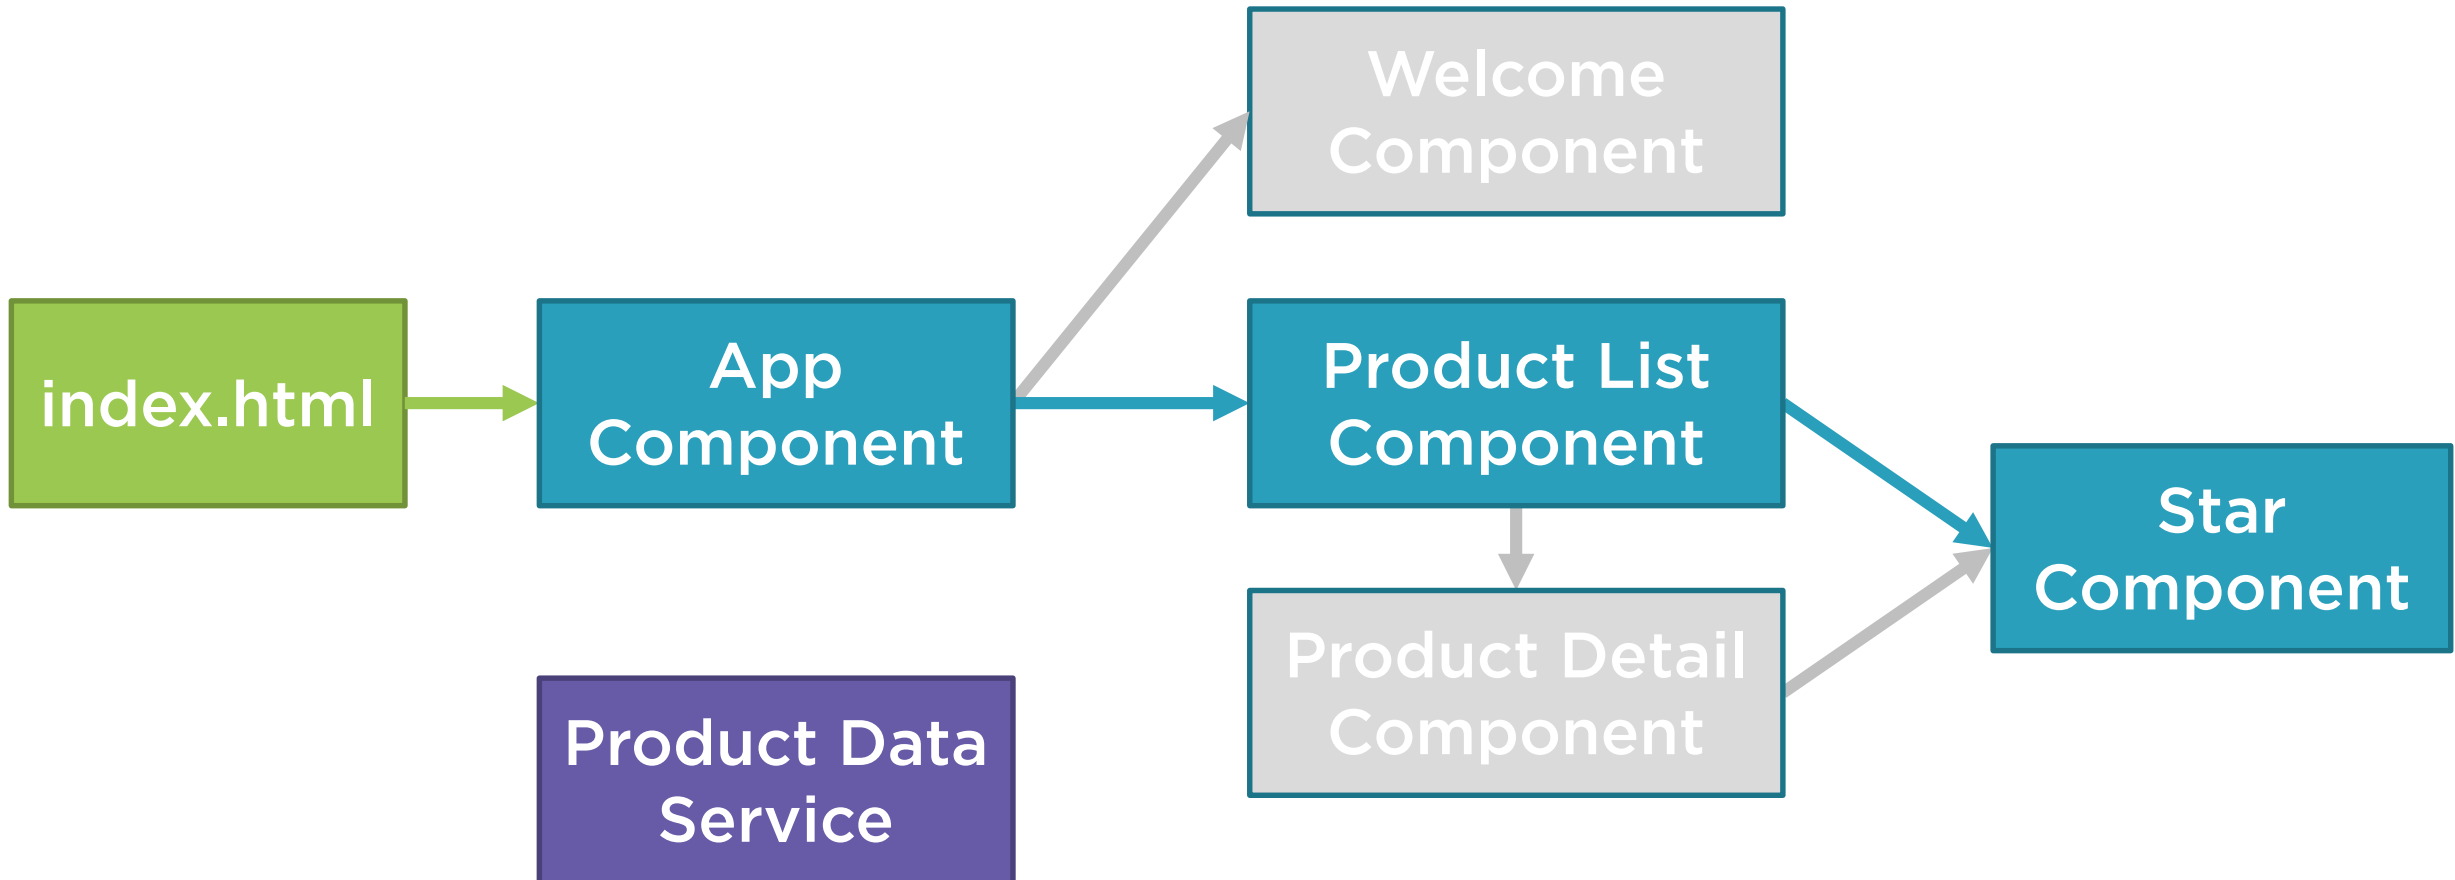 Welcome
Component
index.html
App
Component
Product List
Component
Star
Component
Product Detail
Component
Product Data
Service